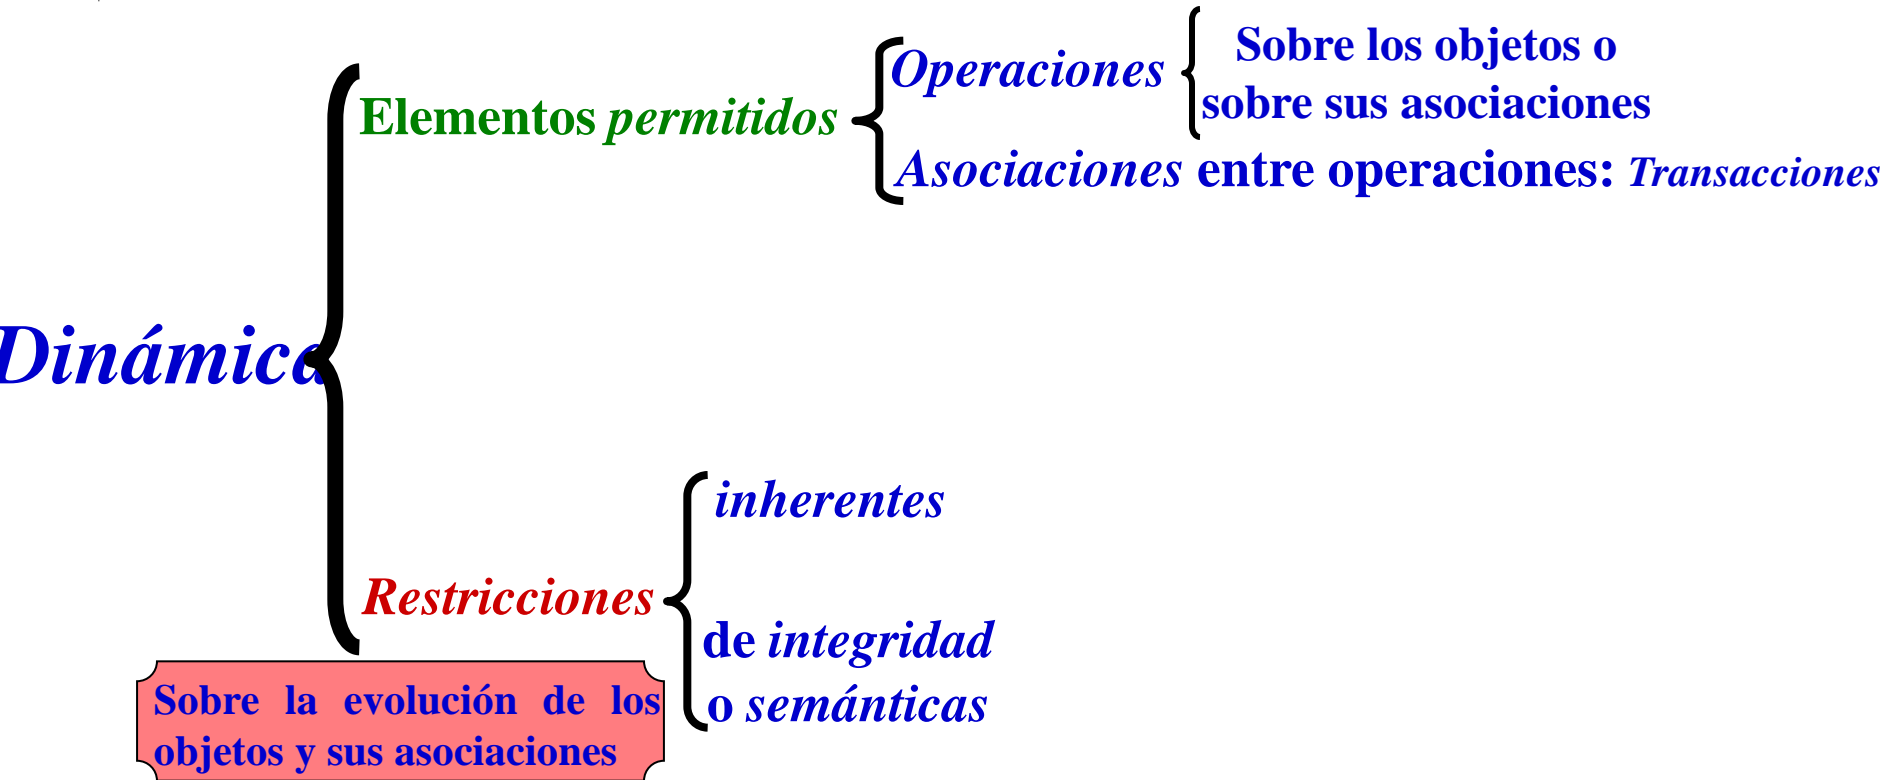 Dinámica
Elementos permitidos
Operaciones
Sobre los objetos o
sobre sus asociaciones
Asociaciones entre operaciones: Transacciones
Restricciones
inherentes
de integridad
o semánticas
Sobre la evolución de los
objetos y sus asociaciones